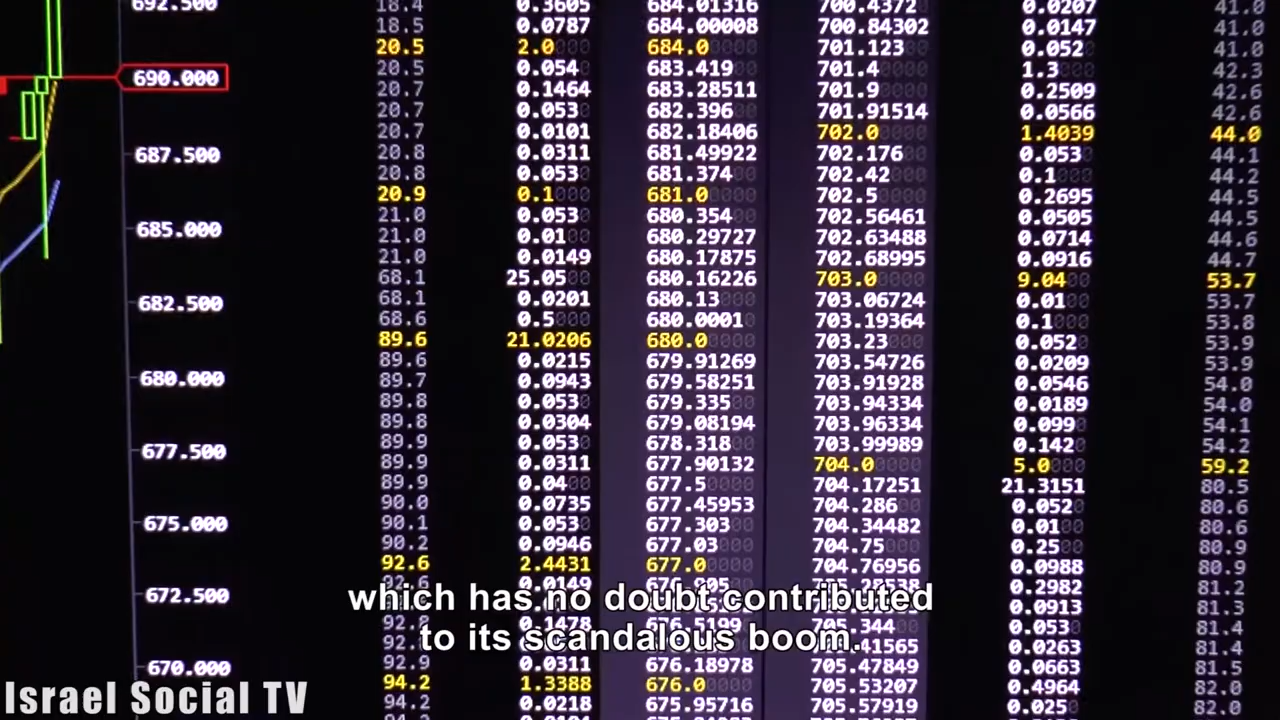 692.500
690.000
687.500
685.000
682.500
680.000
677.500
675.000
672.500
670.000
18.4 0.3605 684.01316 700.4372 0.0207 41.0
18.5 0.0787 684.00008 700.84302 0.0147 41.0
20.5 2.0 684.0 701.123 0.052 41.0
20.5 0.054 683.419 701.4 1.3 42.3
20.7 0.1464 683.28511 701.9 0.2509 42.6
20.7 0.053 682.396 701.91514 0.0566 42.6
20.7 0.0101 682.18406 702.0 1.4039 44.0
20.8 0.0311 681.49922 702.176 0.053 44.1
20.8 0.053 681.374 702.42 0.1 44.2
20.9 0.1 681.0 702.5 0.2695 44.5
21.0 0.053 680.354 702.56461 0.0505 44.5
21.0 0.01 680.29727 702.63488 0.0714 44.6
21.0 0.0149 680.17875 702.68995 0.0916 44.7
68.1 25.05 680.16226 703.0 9.04 53.7
68.1 0.0201 680.13 703.06724 0.01 53.7
68.6 0.5 680.0001 703.19364 0.1 53.8
89.6 21.0206 680.0 703.23 0.052 53.9
89.6 0.0215 679.91269 703.54726 0.0209 53.9
89.7 0.0943 679.58251 703.91928 0.0546 54.0
89.8 0.053 679.335 703.94334 0.0189 54.0
89.8 0.0304 679.08194 703.96334 0.099 54.1
89.9 0.053 678.318 703.99989 0.142 54.2
89.9 0.0311 677.90132 704.0 5.0 59.2
89.9 0.04 677.5 704.17251 21.3151 80.5
90.0 0.0735 677.45953 704.286 0.052 80.6
90.1 0.053 677.303 704.34482 0.01 80.6
90.2 0.0946 677.03 704.75 0.25 80.9
92.6 2.4431 677.0 704.76956 0.0988 80.9
0.0149 0.2982 81.2
0.0913 81.3
0.1478 705.344 0.053 81.4
0.0263 81.4
92.9 0.0311 676.18978 705.47849 0.0663 81.5
94.2 1.3388 676.0 705.53207 0.4964 82.0
94.2 0.0218 675.95716 705.57919 0.025 82.0
which has no doubt contributed
to its scandalous boom.
Israel Social TV